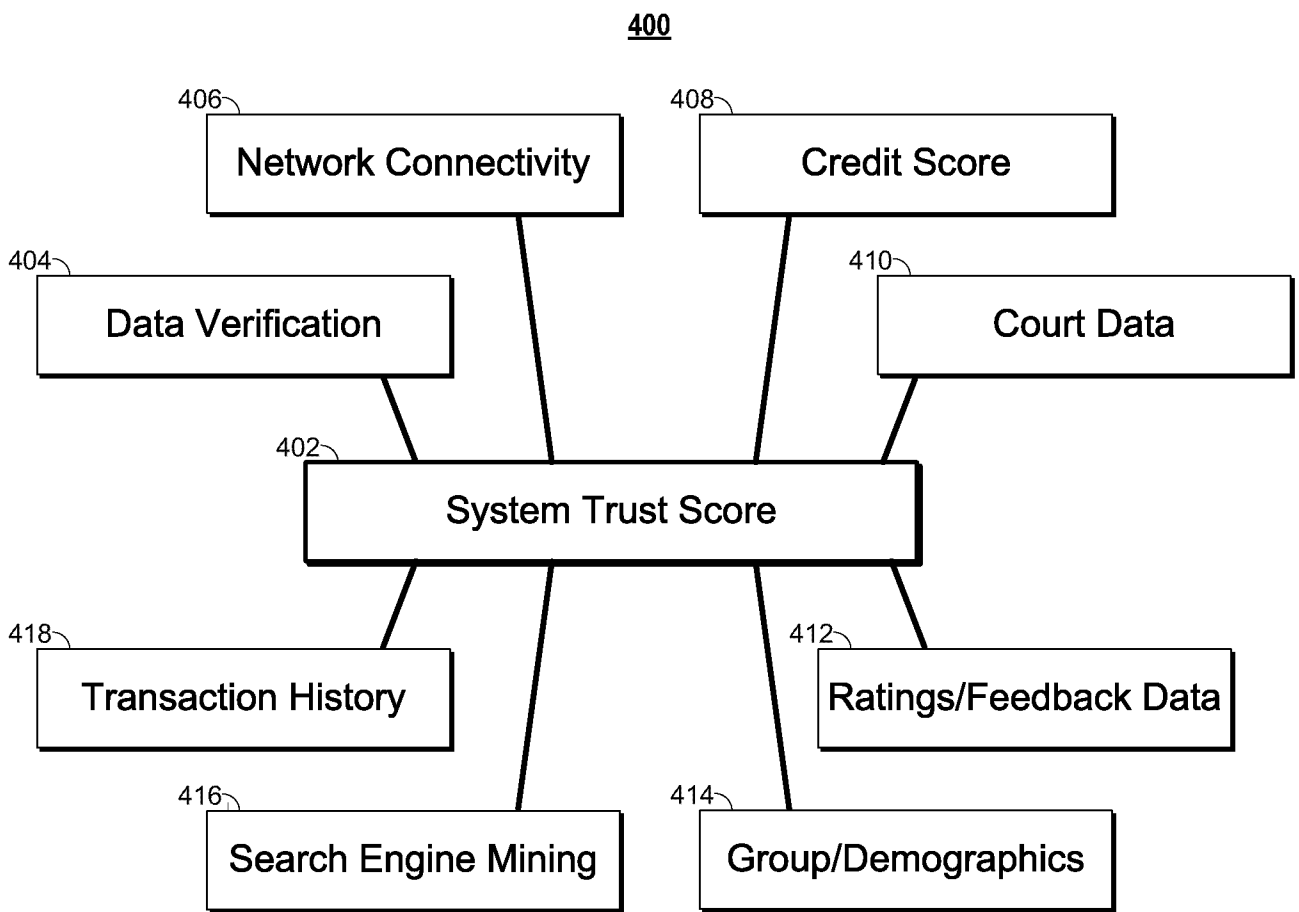 400
406
Network Connectivity
408
Credit Score
404
Data Verification
410
Court Data
402
System Trust Score
418
Transaction History
412
Ratings/Feedback Data
416
Search Engine Mining
414
Group/Demographics